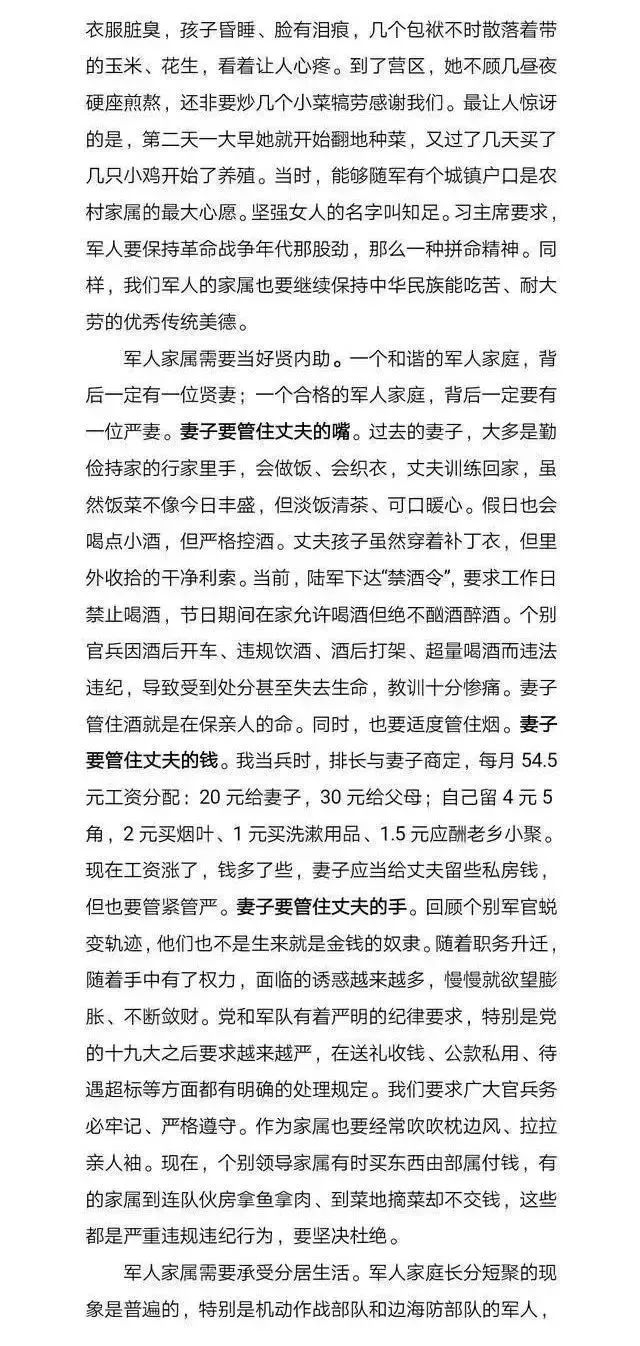 衣服脏臭，孩子昏睡、脸有泪痕，几个包袱不时散落着带
的玉米、花生，看着让人心疼。到了营区，她不顾几昼夜
硬座煎熬，还非要炒几个小菜犒劳感谢我们。最让人惊讶
的是，第二天一大早她就开始翻地种菜，又过了几天买了
几只小鸡开始了养殖。当时，能够随军有个城镇户口是农
村家属的最大心愿。坚强女人的名字叫知足。习主席要求，
军人要保持革命战争年代那股劲，那么一种拼命精神。同
样，我们军人的家属也要继续保持中华民族能吃苦、耐大
劳的优秀传统美德。
军人家属需要当好贤内助。一个和谐的军人家庭，背
后一定有一位贤妻；一个合格的军人家庭，背后一定要有
一位严妻。妻子要管住丈夫的嘴。过去的妻子，大多是勤
俭持家的行家里手，会做饭、会织衣，丈夫训练回家，虽
然饭菜不像今日丰盛，但淡饭清茶、可口暖心。假日也会
喝点小酒，但严格控酒。丈夫孩子虽然穿着补丁衣，但里
外收拾的干净利索。当前，陆军下达“禁酒令”，要求工作日
禁止喝酒，节日期间在家允许喝酒但绝不酗酒醉酒。个别
官兵因酒后开车、违规饮酒、酒后打架、超量喝酒而违法
违纪，导致受到处分甚至失去生命，教训十分惨痛。妻子
管住酒就是在保亲人的命。同时，也要适度管住烟。妻子
要管住丈夫的钱。我当兵时，排长与妻子商定，每月 54.5
元工资分配：20 元给妻子，30 元给父母；自己留 4 元 5
角，2 元买烟叶、1 元买洗漱用品、1.5 元应酬老乡小聚。
现在工资涨了，钱多了些，妻子应当给丈夫留些私房钱，
但也要管紧管严。妻子要管住丈夫的手。回顾个别军官蜕
变轨迹，他们也不是生来就是金钱的奴隶。随着职务升迁，
随着手中有了权力，面临的诱惑越来越多，慢慢就欲望膨
胀、不断敛财。党和军队有着严明的纪律要求，特别是党
的十九大之后要求越来越严，在送礼收钱、公款私用、待
遇超标等方面都有明确的处理规定。我们要求广大官兵务
必牢记、严格遵守。作为家属也要经常吹吹枕边风、拉拉
亲人袖。现在，个别领导家属有时买东西由部属付钱，有
的家属到连队伙房拿鱼拿肉、到菜地摘菜却不交钱，这些
都是严重违规违纪行为，要坚决杜绝。
军人家属需要承受分居生活。军人家庭长分短聚的现
象是普遍的，特别是机动作战部队和边海防部队的军人，